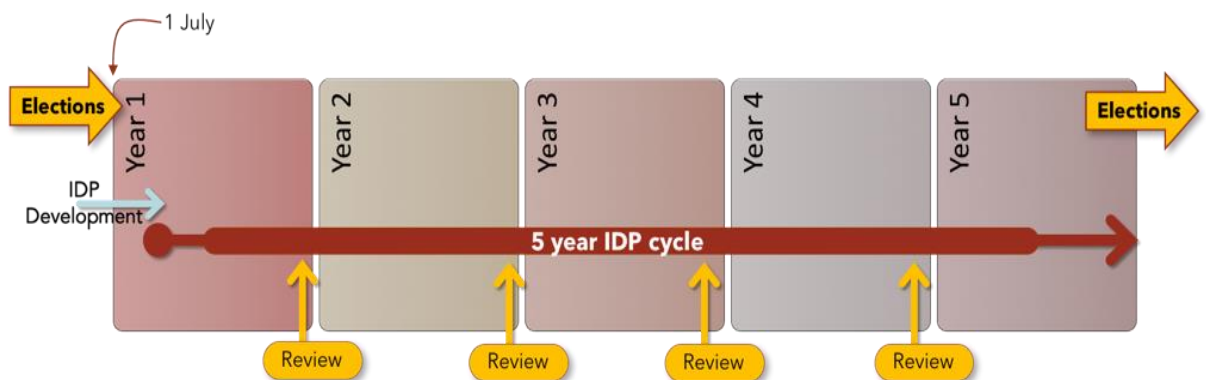 1 July
Elections
Year 1
Year 2
Year 3
Year 4
Year 5
Elections
IDP
Development
5 year IDP cycle
Review
Review
Review
Review